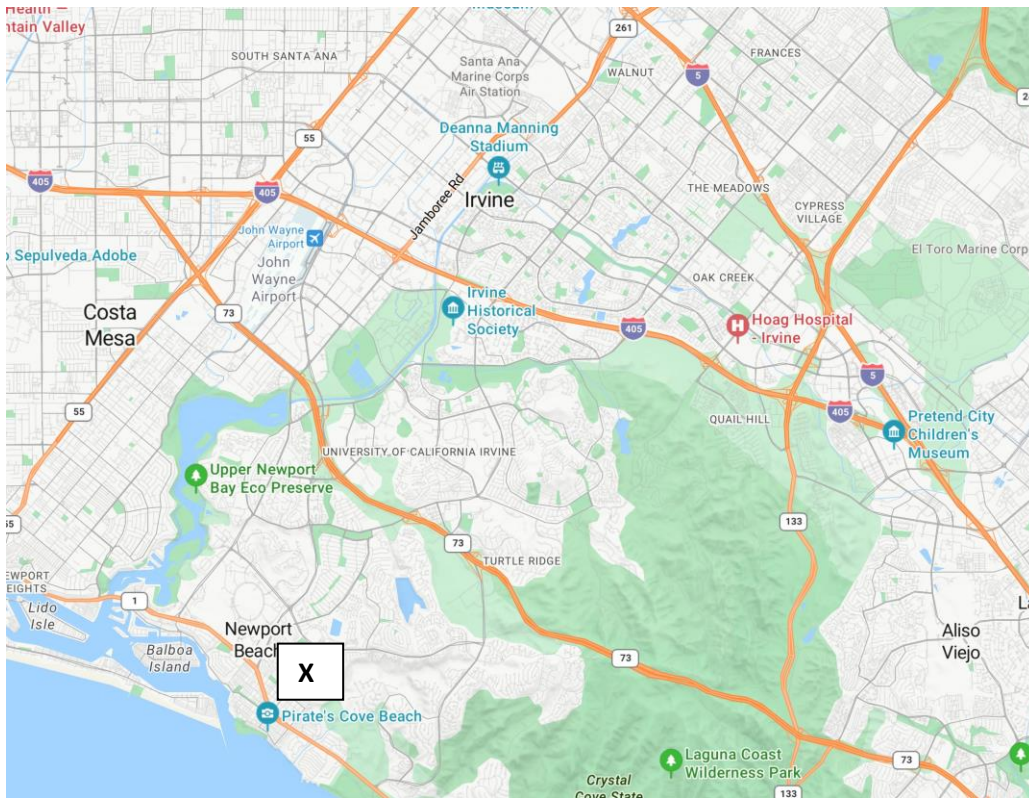 Health —
ntain Valley
261
SOUTH SANTA ANA
Santa Ana
Marine Corps
Air Station
WALNUT
FRANCES
5
55
Deanna Manning
Stadium
Irvine
Jamboree Rd
405
405
THE MEADOWS
CYPRESS
VILLAGE
John Wayne
Airport
John
Wayne
Airport
o Sepulveda Adobe
El Toro Marine Corp
OAK CREEK
Costa
Mesa
73
Irvine
Historical
Society
405
Hoag Hospital
- Irvine
5
55
QUAIL HILL
405
Pretend City
Children's
Museum
UNIVERSITY OF CALIFORNIA IRVINE
Upper Newport
Bay Eco Preserve
55
133
73
TURTLE RIDGE
EWPORT
EIGHTS
1
Lido
Isle
La
Newport
Beach
Balboa
Island
Aliso
Viejo
X
73
Pirate's Cove Beach
Laguna Coast
Wilderness Park
73
Crystal
Cove State
133